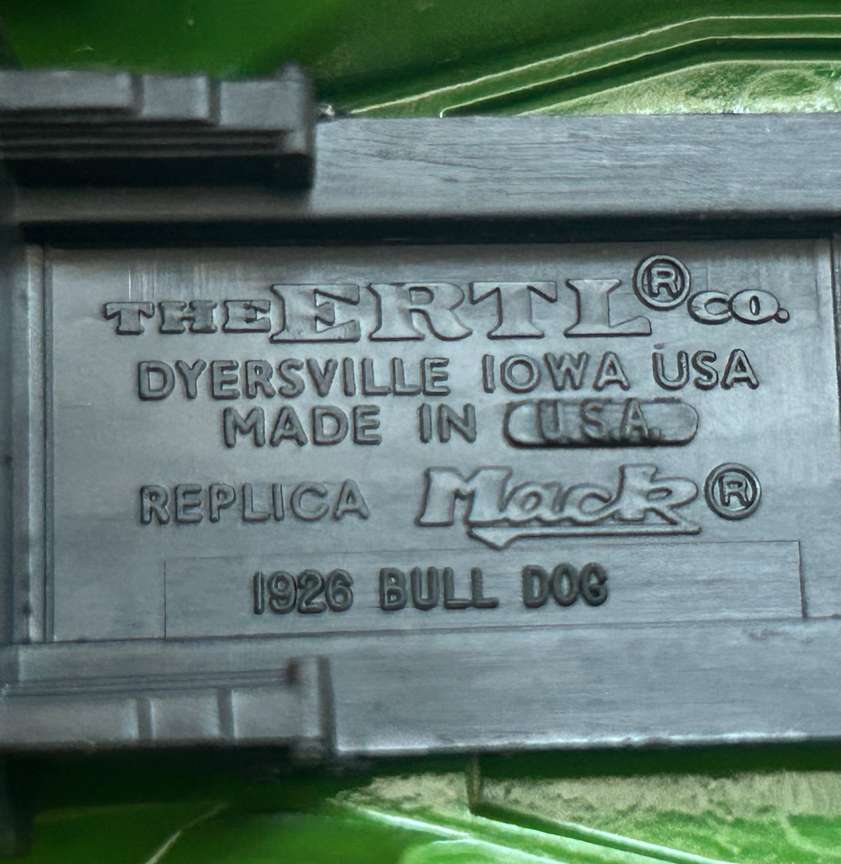 THE ERTL® CO.
DYERSVILLE IOWA USA
MADE IN U.S.A.
REPLICA Mack®
1926 BULL DOG